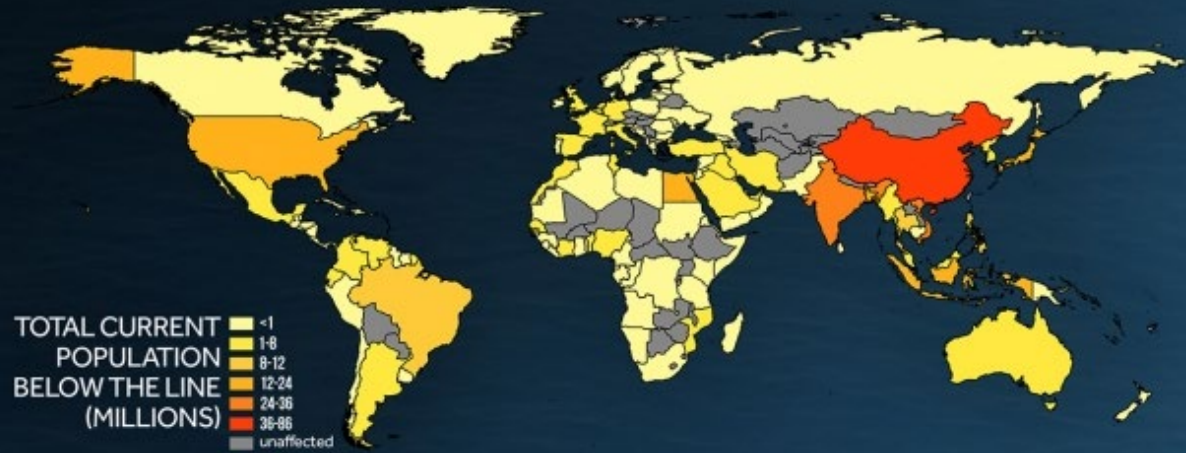 TOTAL CURRENT
POPULATION
BELOW THE LINE
(MILLIONS)
<1
1-8
8-12
12-24
24-36
36-86
unaffected